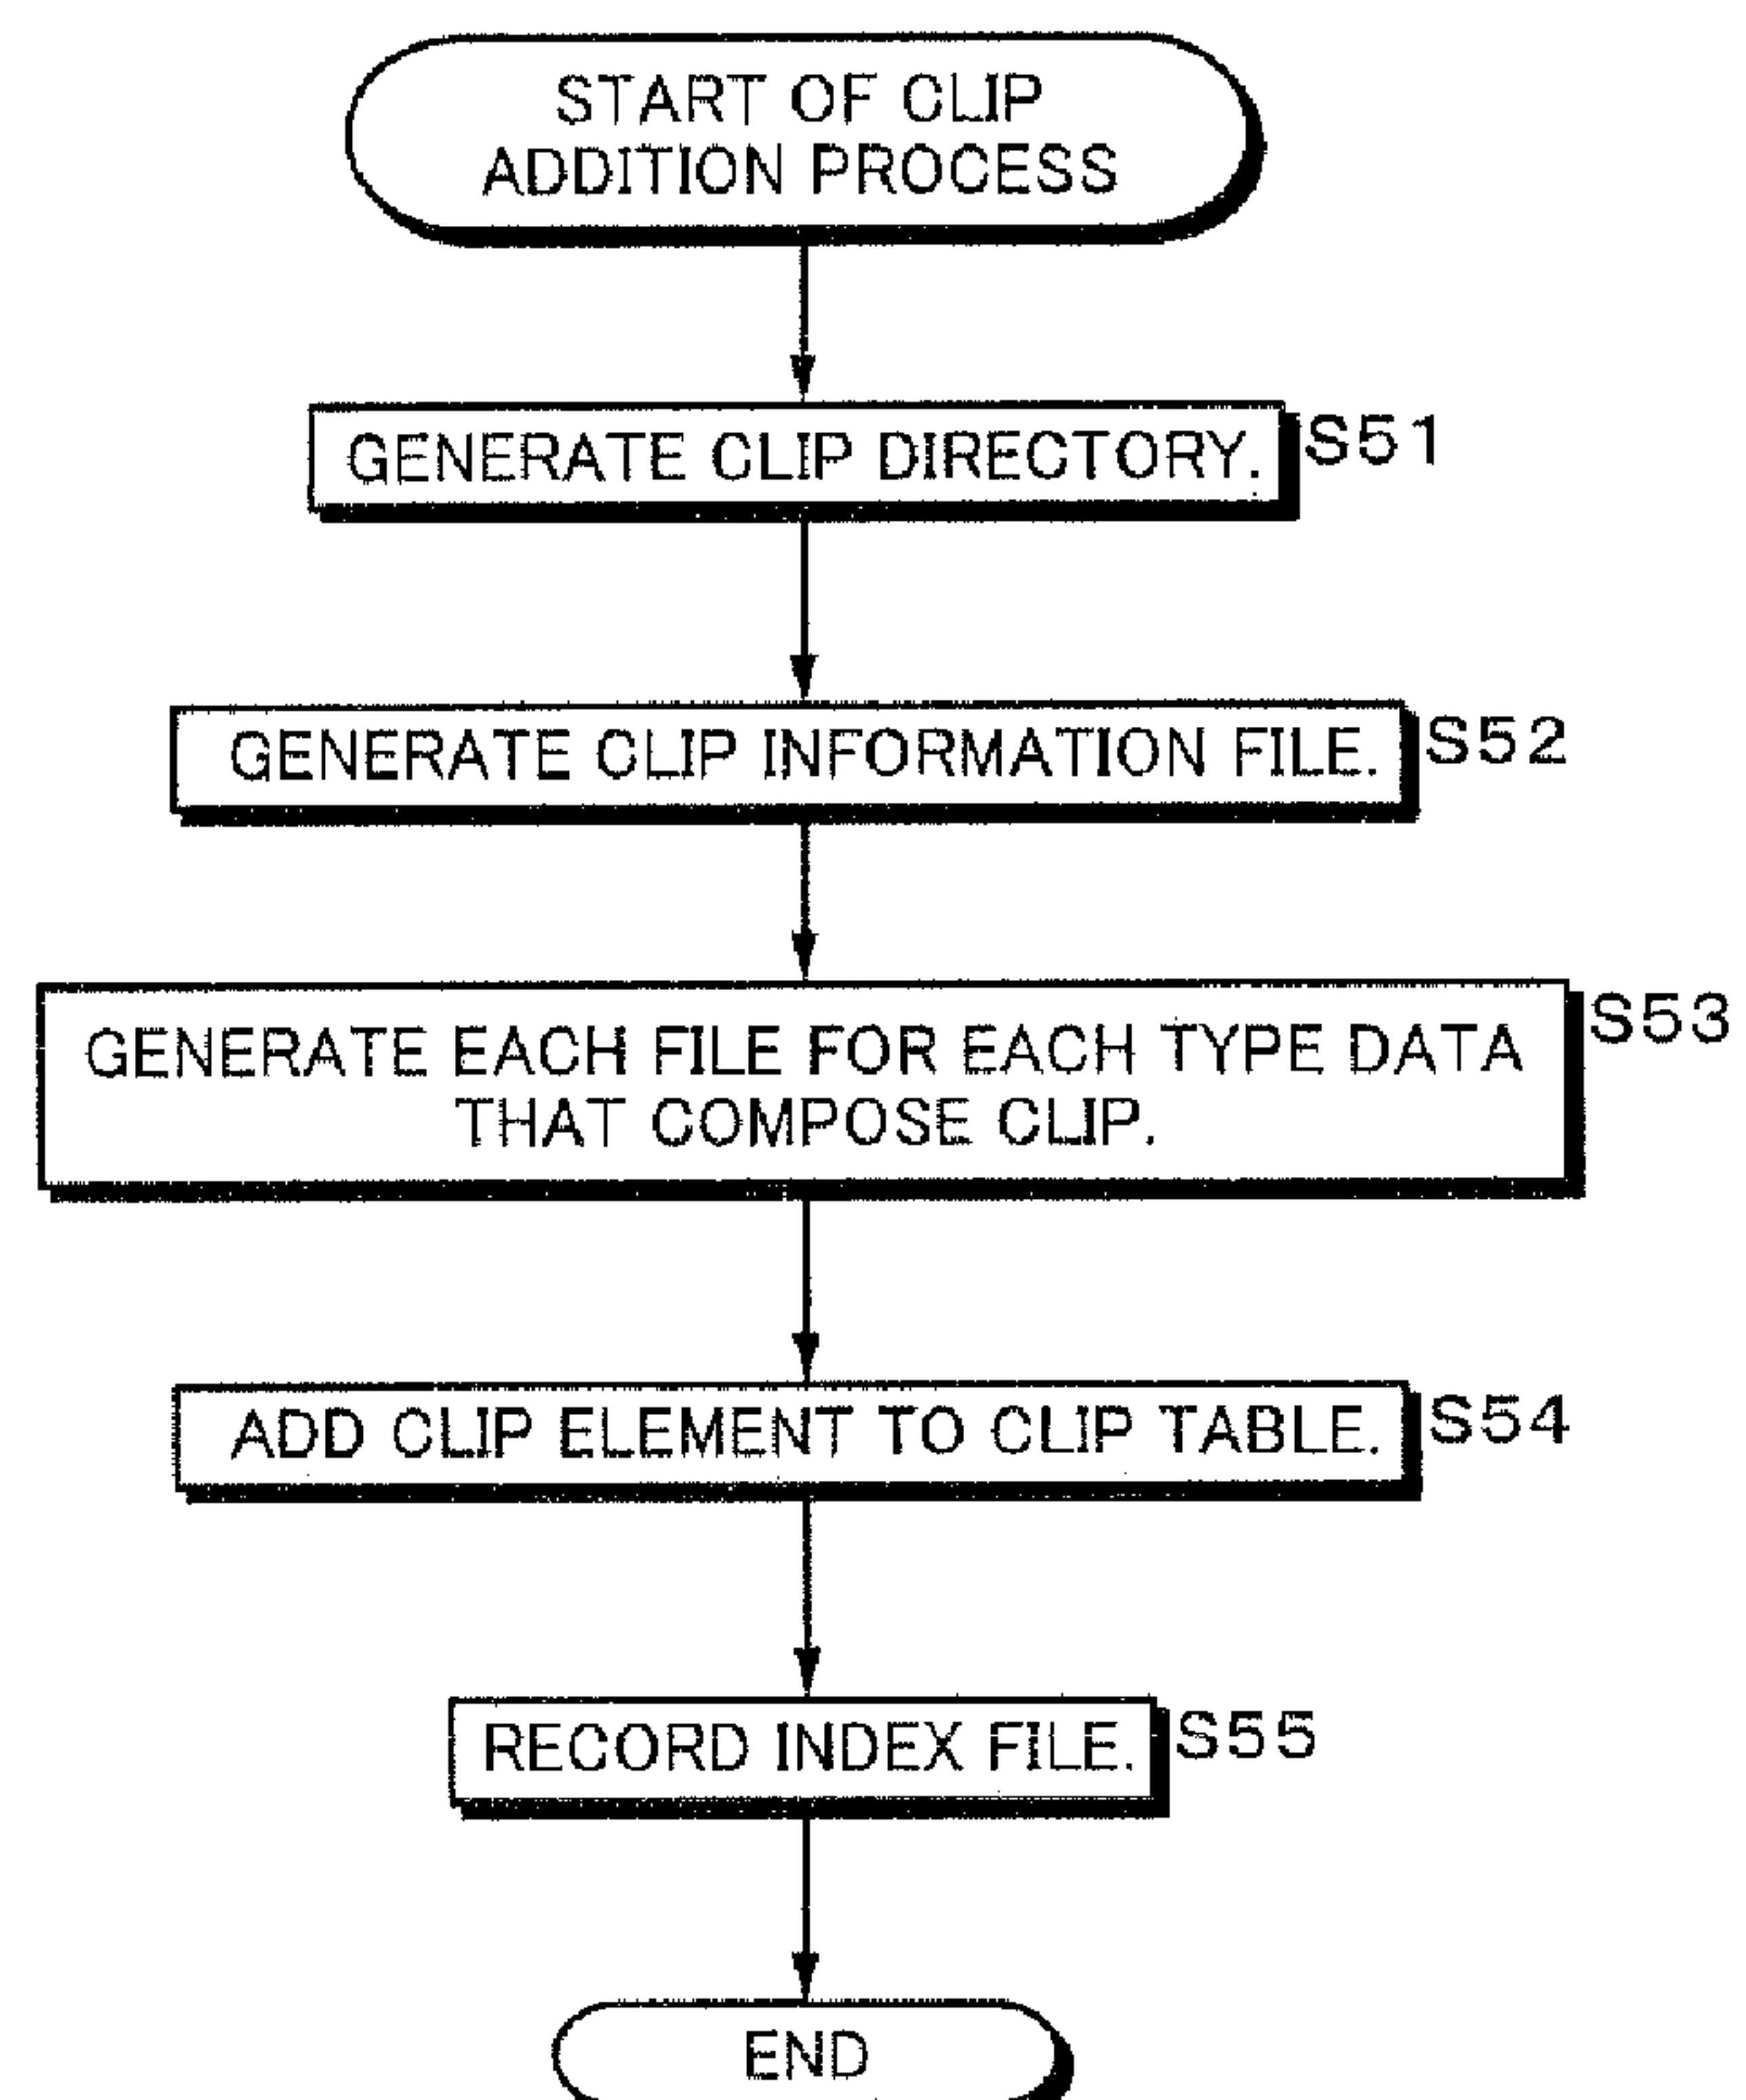 START OF CLIP
ADDITION PROCESS
GENERATE CLIP DIRECTORY.
S51
GENERATE CLIP INFORMATION FILE.
S52
GENERATE EACH FILE FOR EACH TYPE DATA
THAT COMPOSE CLIP.
S53
ADD CLIP ELEMENT TO CLIP TABLE.
S54
RECORD INDEX FILE.
S55
END